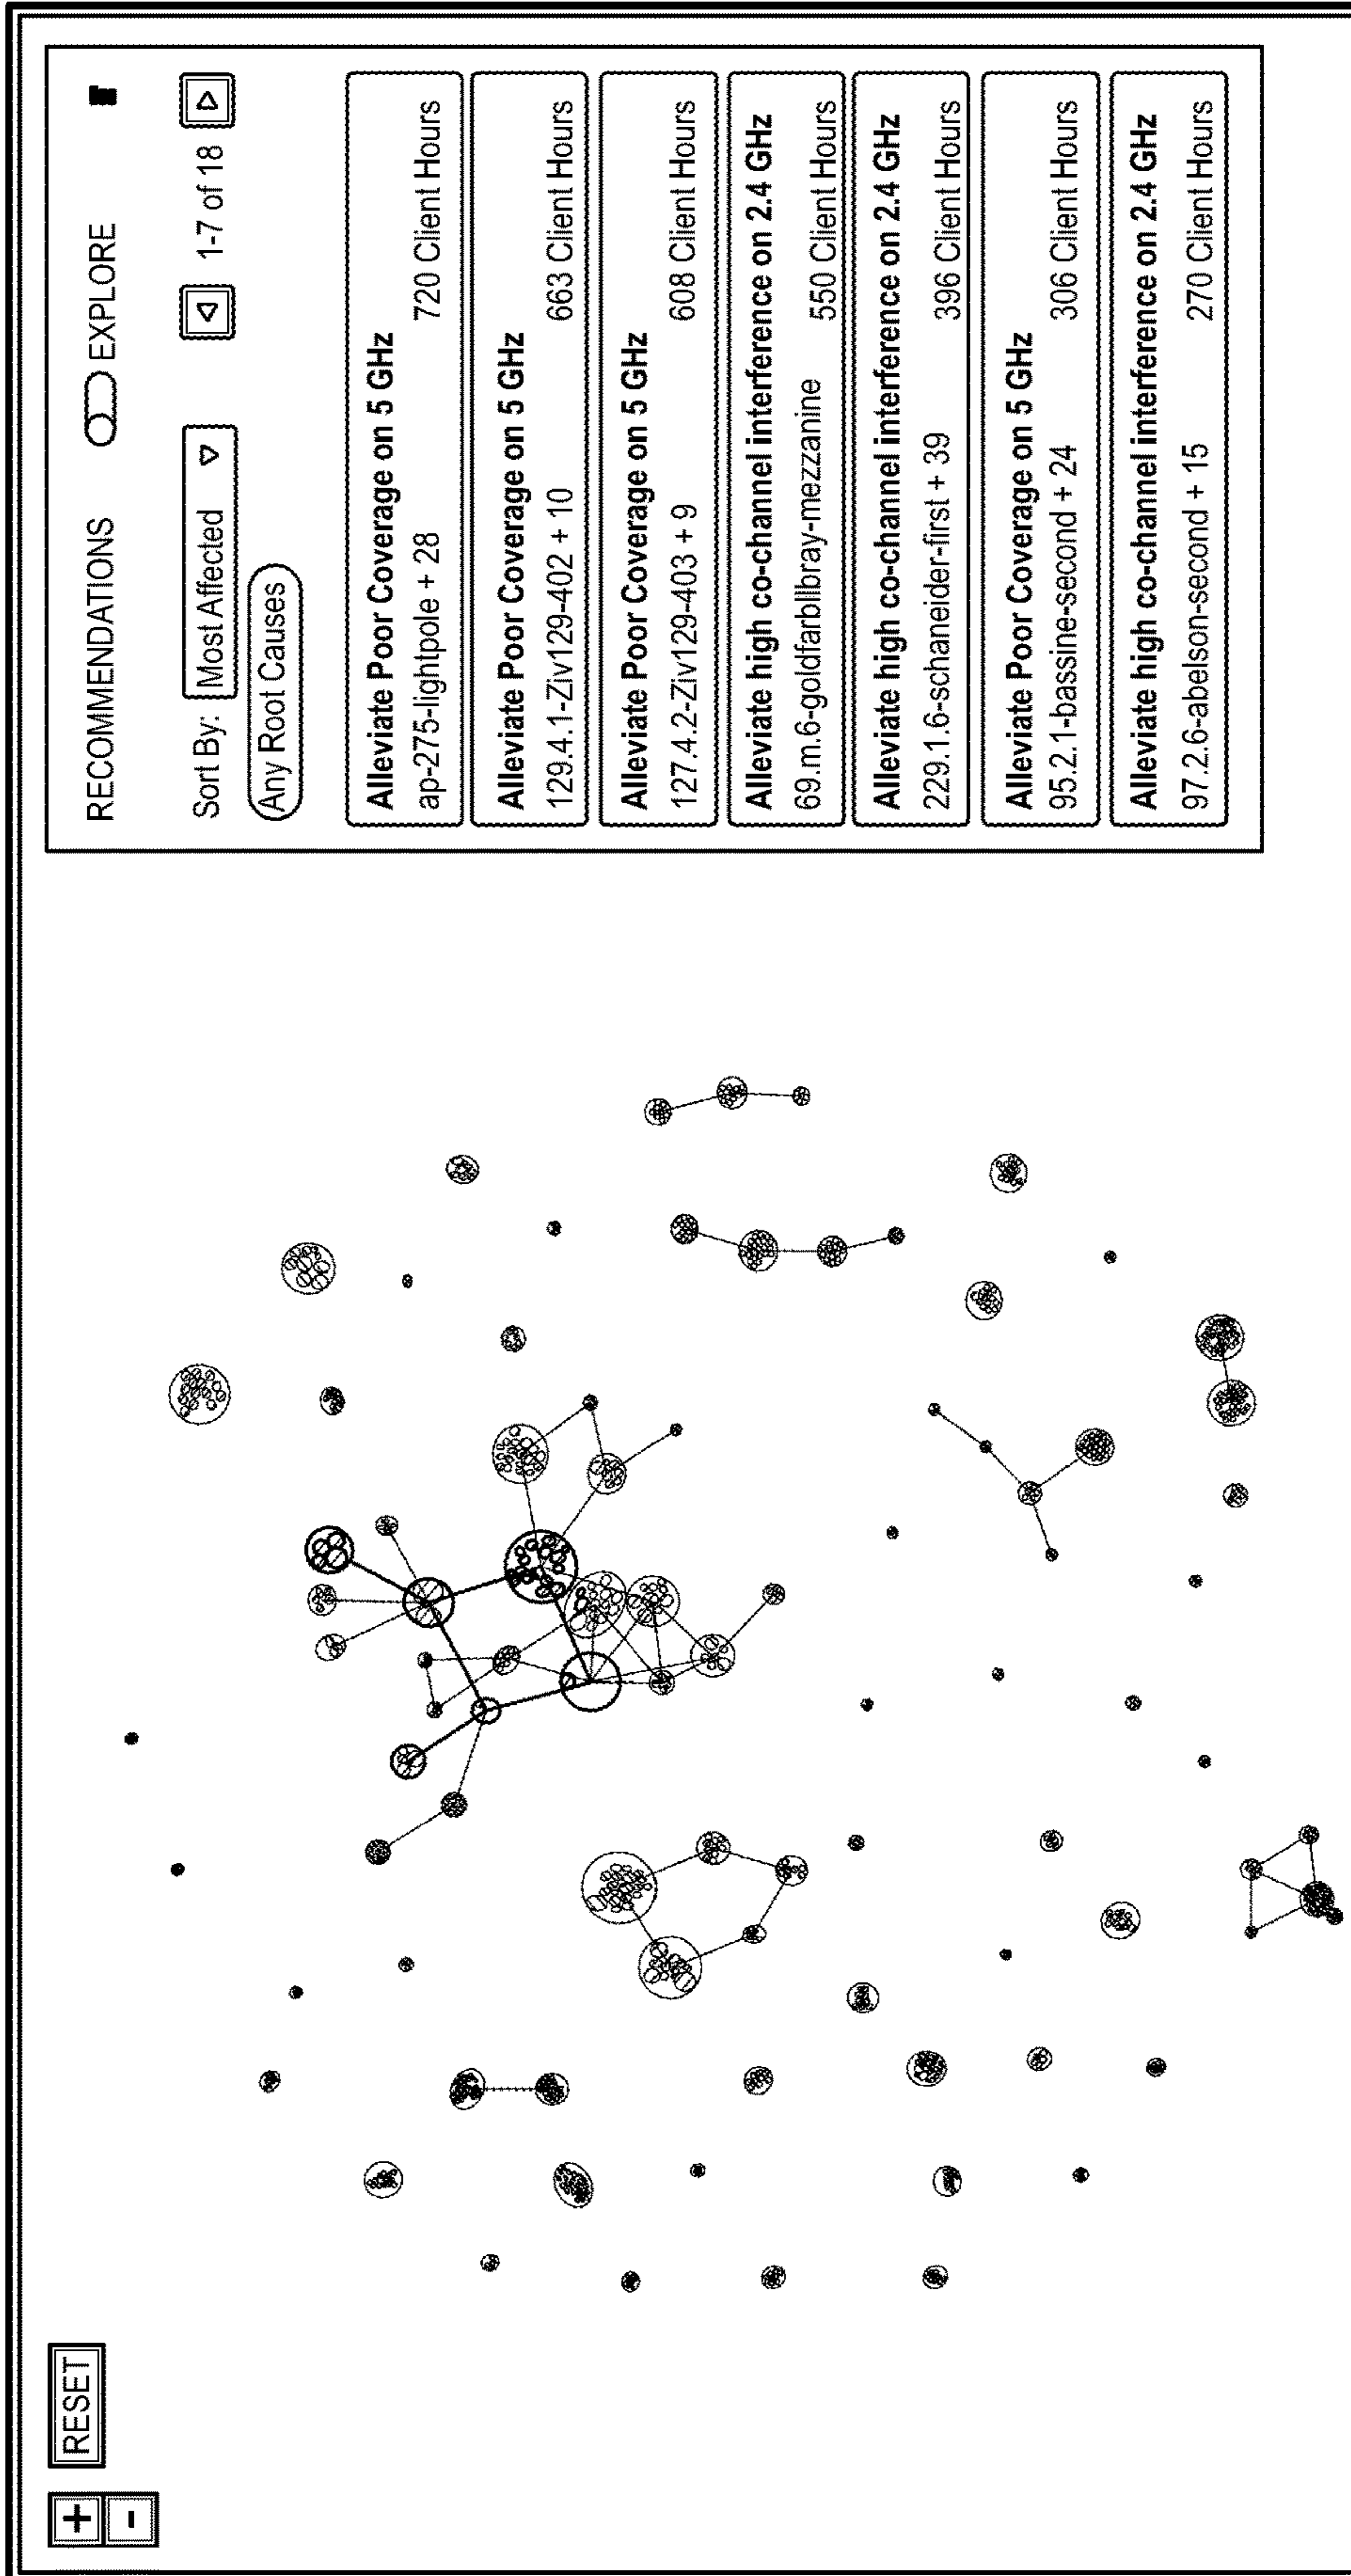 +
-
RESET
RECOMMENDATIONS EXPLORE
Sort By: Most Affected 1-7 of 18
Any Root Causes
Alleviate Poor Coverage on 5 GHz
ap-275-lightpole + 28 720 Client Hours
Alleviate Poor Coverage on 5 GHz
129.4.1-Ziv129-402 + 10 663 Client Hours
Alleviate Poor Coverage on 5 GHz
127.4.2-Ziv129-403 + 9 608 Client Hours
Alleviate high co-channel interference on 2.4 GHz
69.m.6-goldfarbllbray-mezzanine 550 Client Hours
Alleviate high co-channel interference on 2.4 GHz
229.1.6-schaneider-first + 39 396 Client Hours
Alleviate Poor Coverage on 5 GHz
95.2.1-bassine-second + 24 306 Client Hours
Alleviate high co-channel interference on 2.4 GHz
97.2.6-abelson-second + 15 270 Client Hours